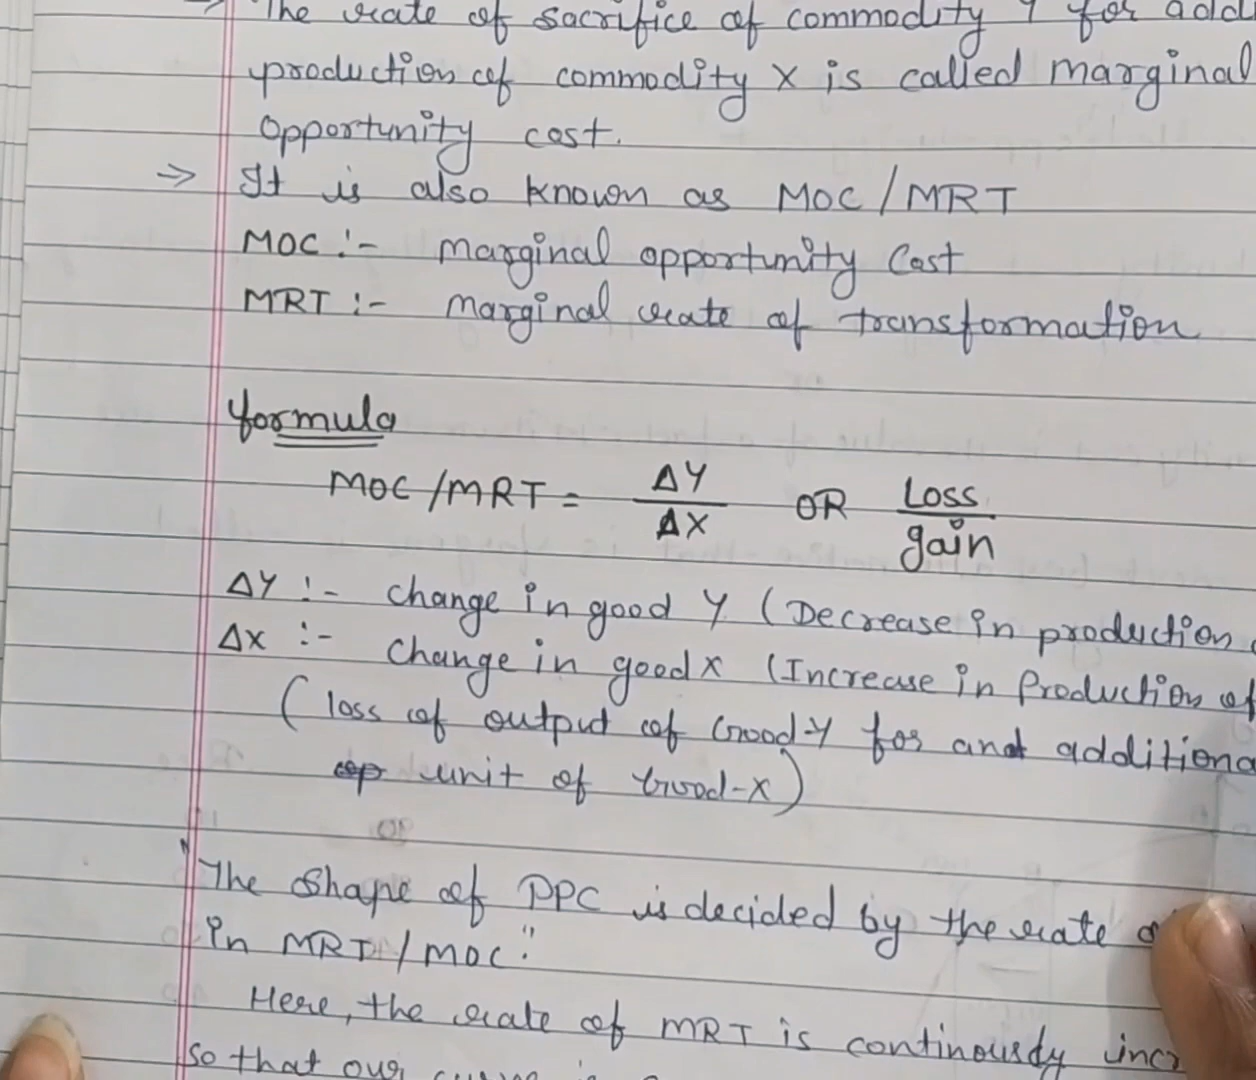 The rate of sacrifice of commodity Y for addi
production of commodity X is called marginal
opportunity cost.
⇒ It is also known as MOC / MRT
MOC :- marginal opportunity Cost
MRT :- marginal rate of transformation
formula
MOC / MRT = ΔY / ΔX OR Loss / gain
ΔY :- change in good Y ( Decrease in production
ΔX :- change in good X ( Increase in Production of
( loss of output of Good-Y for and additiona
unit of Good-X )
"The shape of PPC is decided by the rate
in MRT / MOC."
Here, the rate of MRT is continously incr
so that our